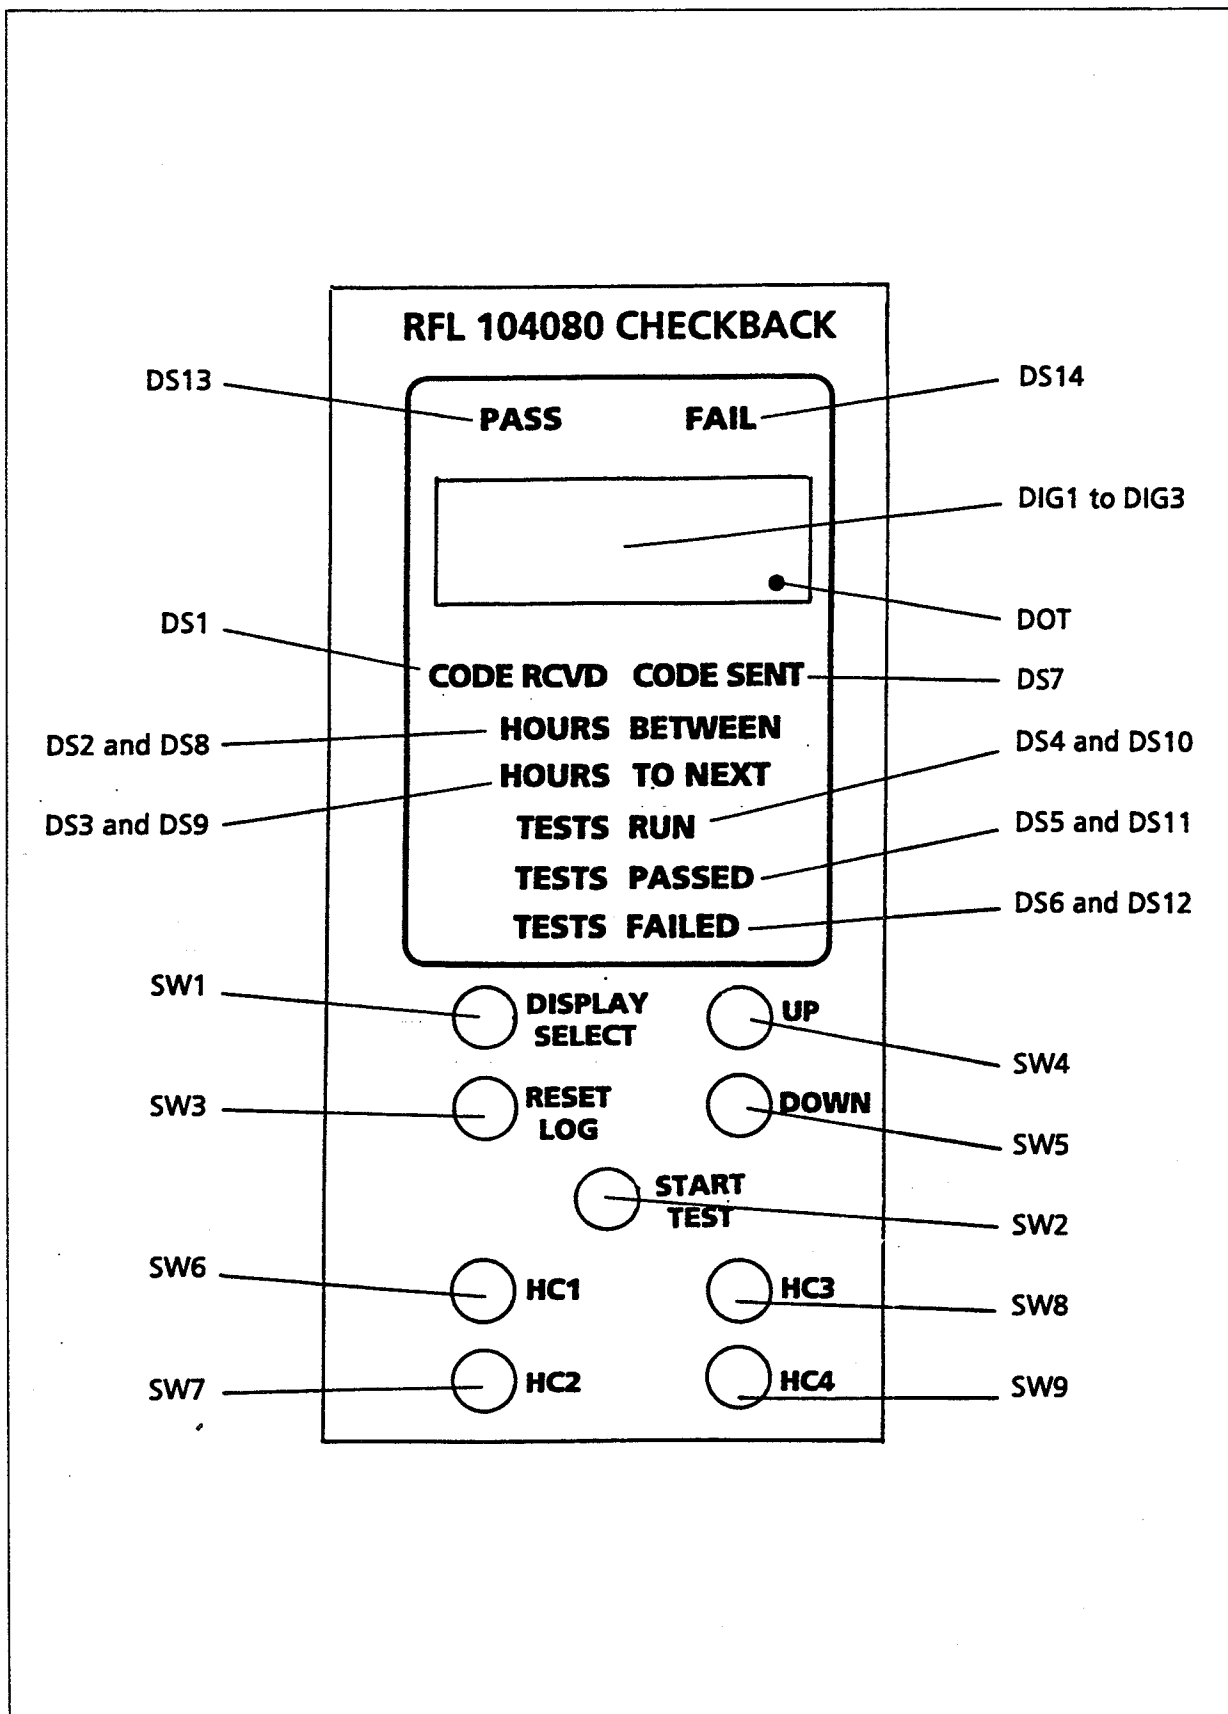 RFL 104080 CHECKBACK
DS13
DS14
PASS FAIL
DIG1 to DIG3
DOT
DS1
CODE RCVD CODE SENT
DS7
HOURS BETWEEN
DS2 and DS8
DS4 and DS10
HOURS TO NEXT
DS3 and DS9
TESTS RUN
DS5 and DS11
TESTS PASSED
DS6 and DS12
TESTS FAILED
SW1
DISPLAY
SELECT
UP
SW4
SW3
RESET
LOG
DOWN
SW5
START
TEST
SW2
SW6
HC1
HC3
SW8
SW7
HC2
HC4
SW9